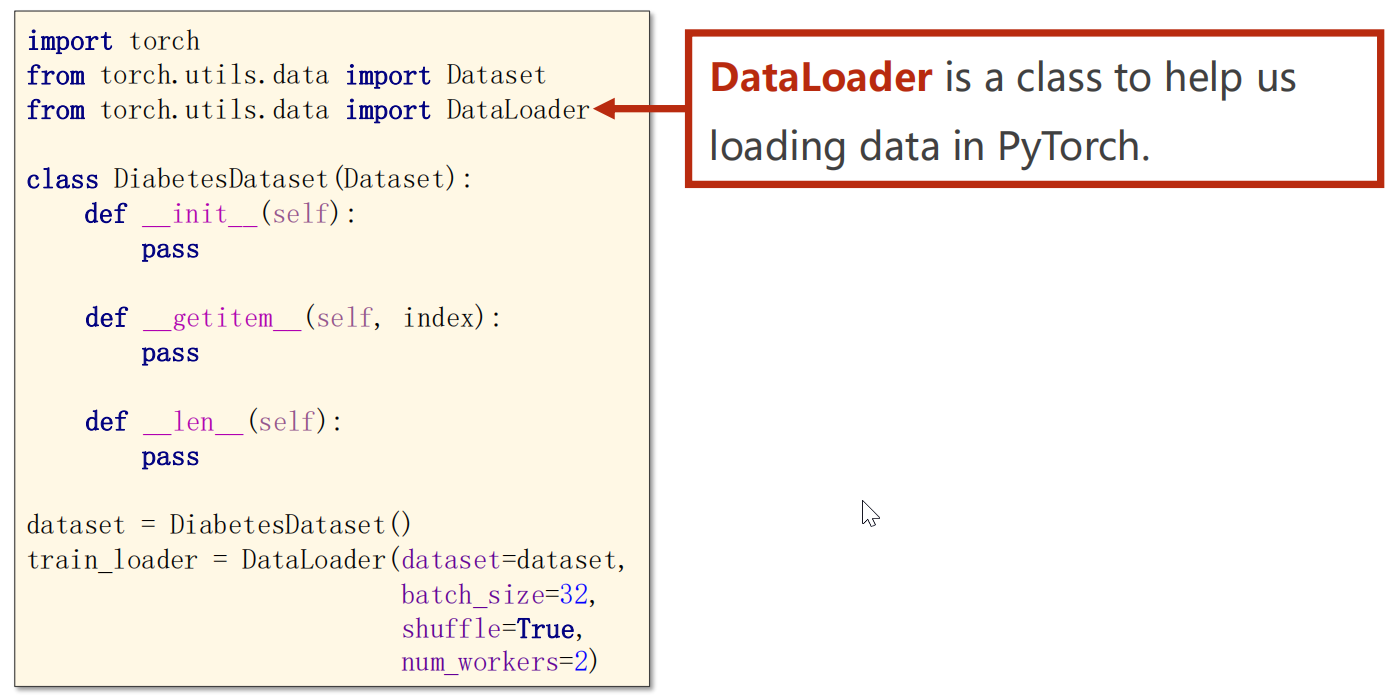 import torch
from torch.utils.data import Dataset
from torch.utils.data import DataLoader
class DiabetesDataset(Dataset):
    def __init__(self):
        pass
    def __getitem__(self, index):
        pass
    def __len__(self):
        pass
dataset = DiabetesDataset()
train_loader = DataLoader(dataset=dataset,
                          batch_size=32,
                          shuffle=True,
                          num_workers=2)
DataLoader is a class to help us
loading data in PyTorch.